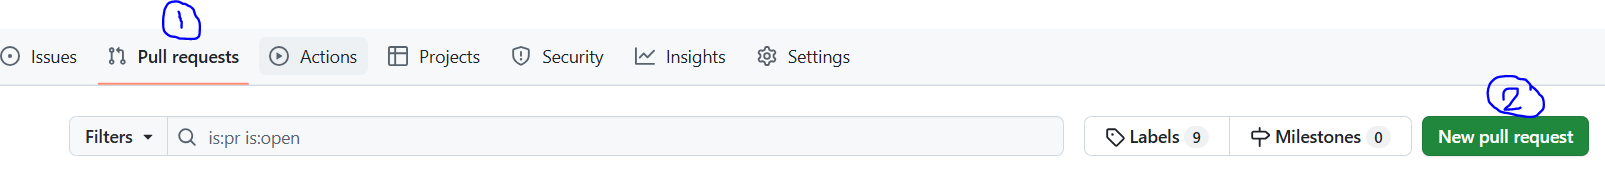 1
Issues Pull requests Actions Projects Security Insights Settings
2
Filters is:pr is:open Labels 9 Milestones 0 New pull request